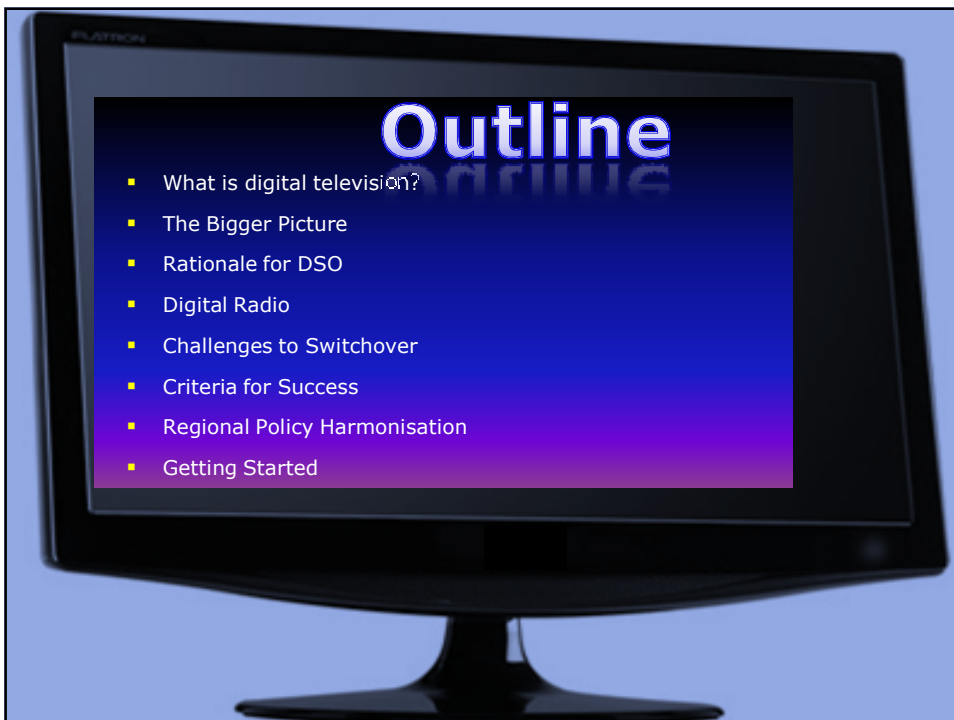 FLATRON
Outline
What is digital television?
The Bigger Picture
Rationale for DSO
Digital Radio
Challenges to Switchover
Criteria for Success
Regional Policy Harmonisation
Getting Started